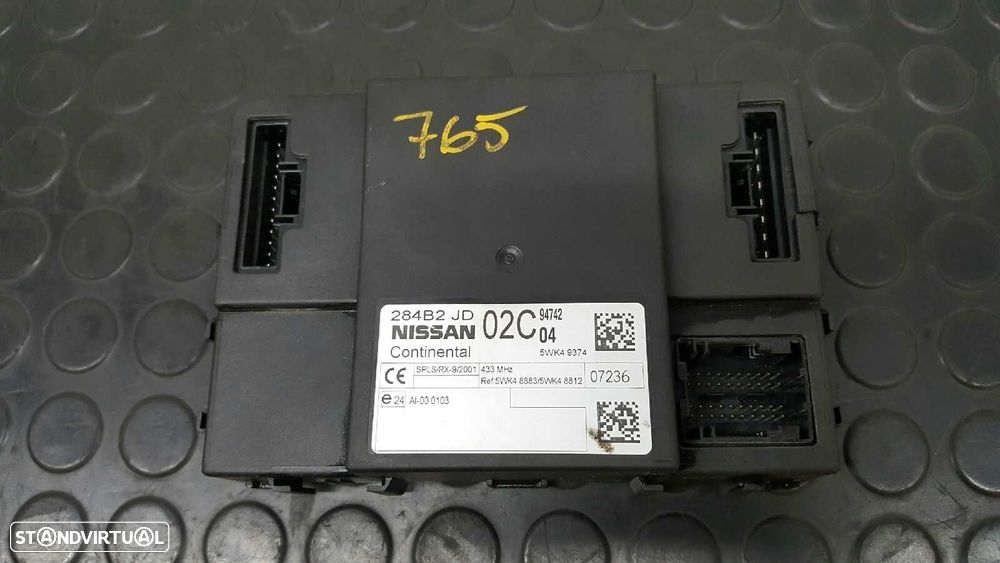 765
284B2 JD
NISSAN
02C
94742
04
Continental
5WK4 9374
CE
SPLS/RX-9/2001
433 MHz
Ref:5WK4 8883/5WK4 8812
07236
e 24
AI-00 0103
STANDVIRTUAL